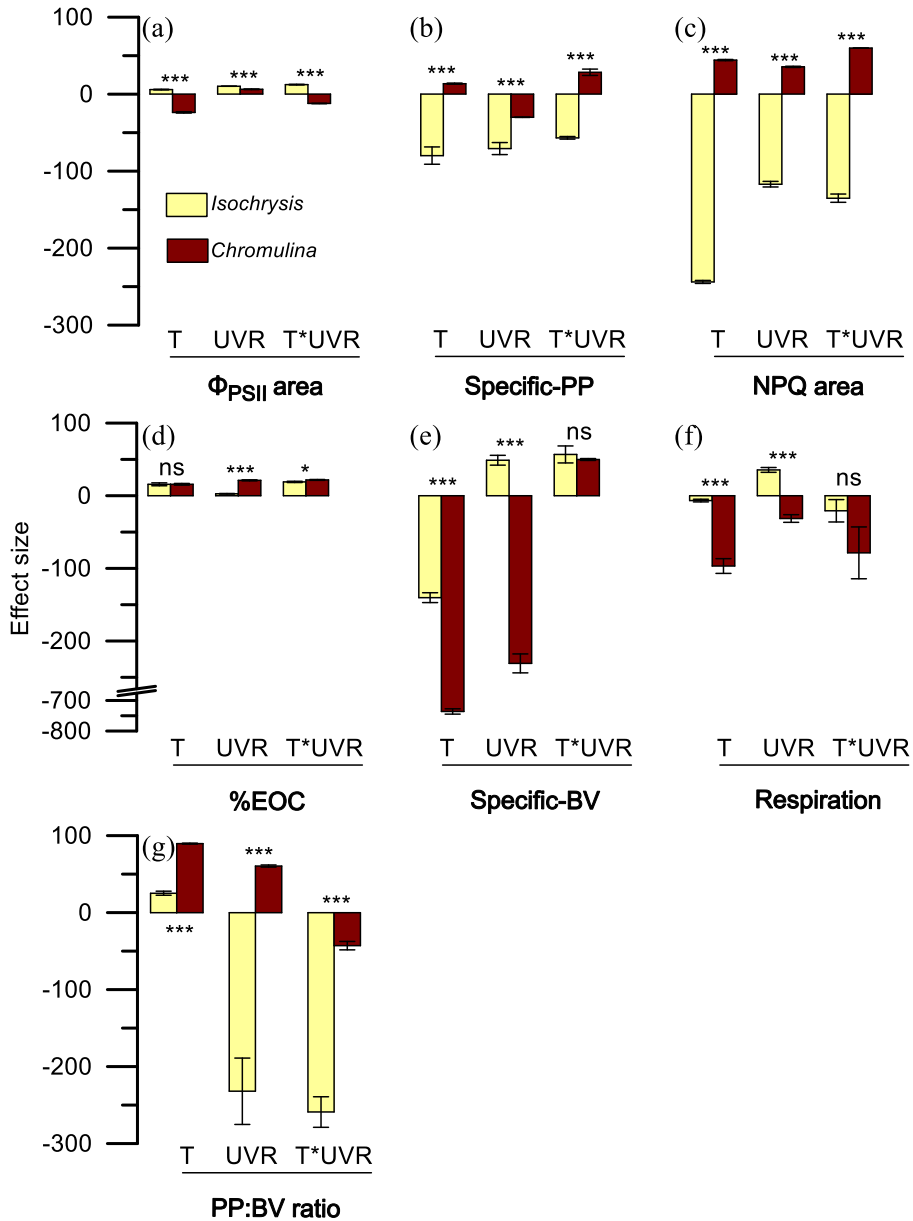 100 (a) (b) (c)
*** *** *** *** *** *** *** *** ***
0
-100
Isochrysis
-200
Chromulina
-300
T UVR T*UVR T UVR T*UVR T UVR T*UVR
ΦPSII area Specific-PP NPQ area
100 (d) (e) (f)
ns *** * *** *** ns *** *** ns
0
-100
Effect size
-200
-700
-800
T UVR T*UVR T UVR T*UVR T UVR T*UVR
%EOC Specific-BV Respiration
100 (g)
*** *** ***
0
-100
-200
-300
T UVR T*UVR
PP:BV ratio